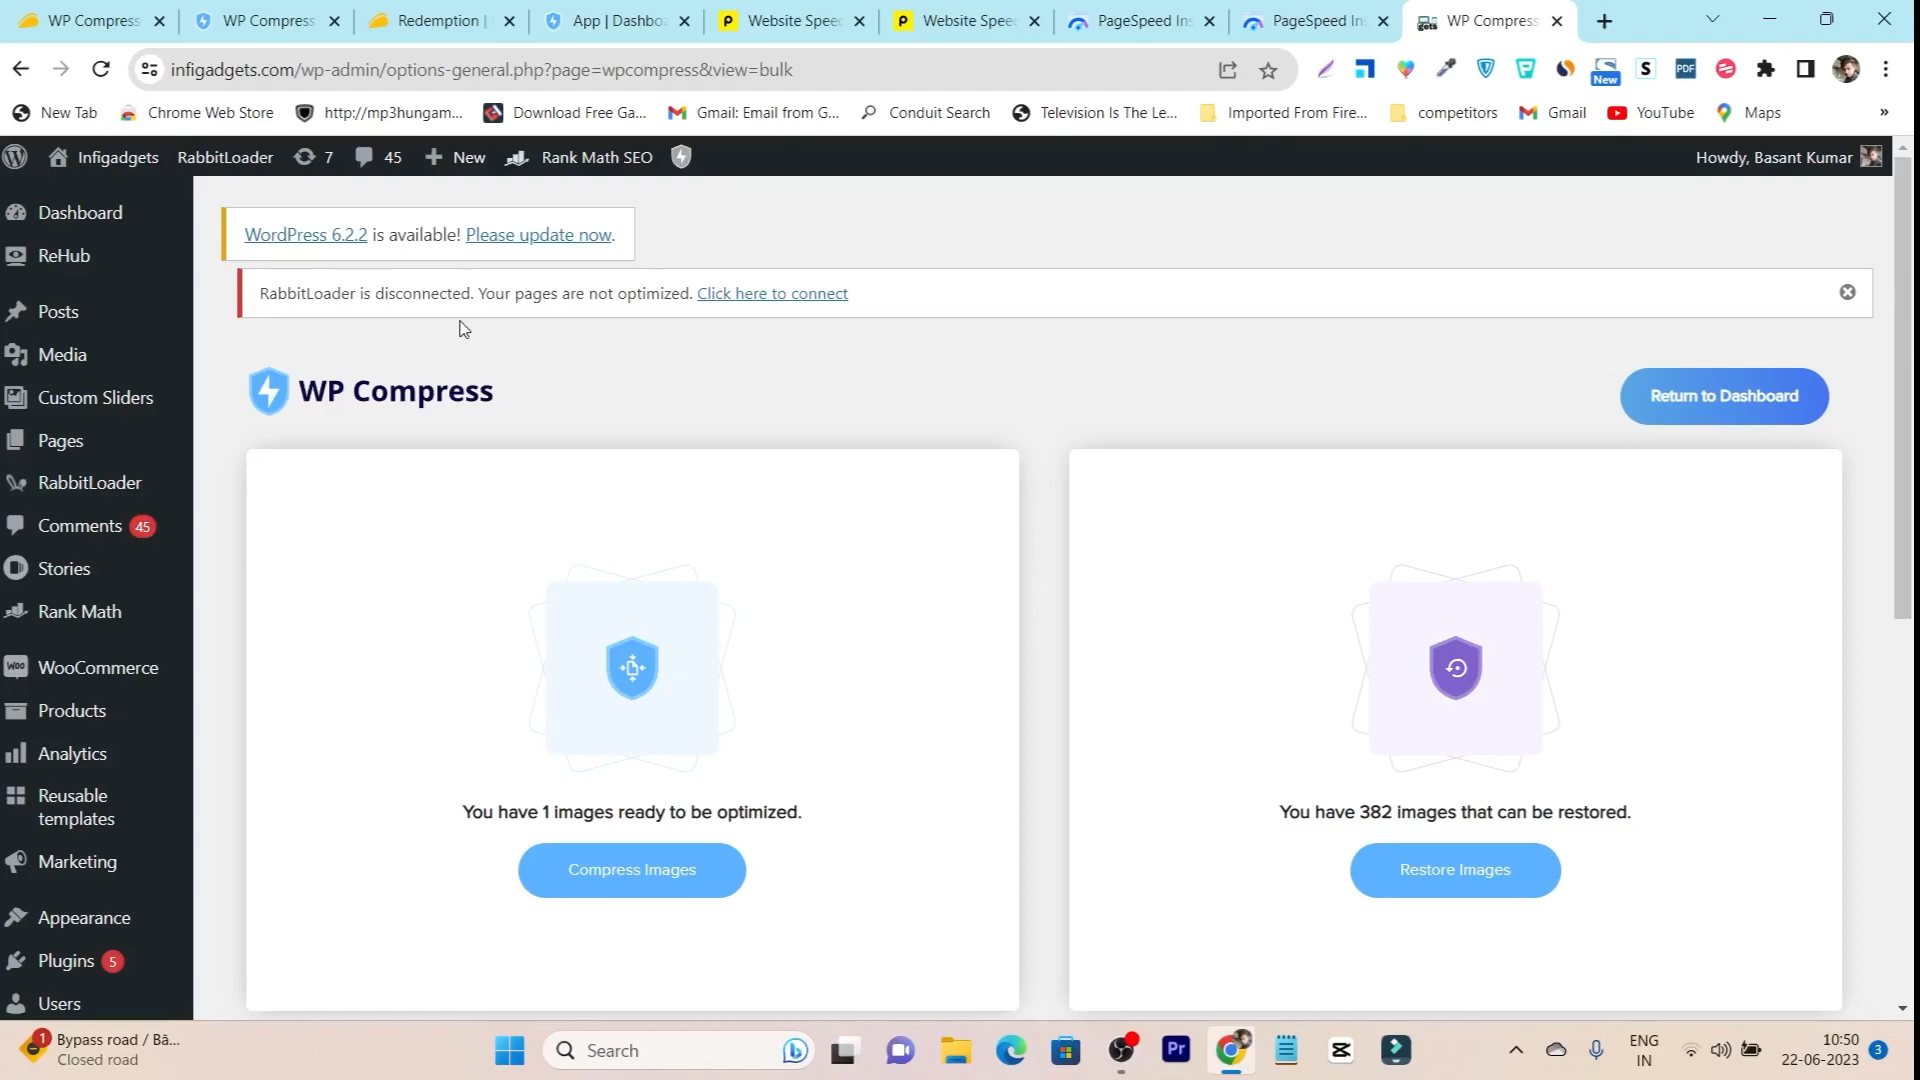 WP Compress
WP Compress
Redemption |
App | Dashbo
Website Spee
Website Spee
PageSpeed Ins
PageSpeed In
WP Compress
infigadgets.com/wp-admin/options-general.php?page=wpcompress&view=bulk
New
S
PDF
New Tab
Chrome Web Store
http://mp3hungam...
Download Free Ga...
Gmail: Email from G...
Conduit Search
Television Is The Le...
Imported From Fire...
competitors
Gmail
YouTube
Maps
»
Infigadgets
RabbitLoader
7
45
New
Rank Math SEO
Howdy, Basant Kumar
Dashboard
ReHub
Posts
Media
Custom Sliders
Pages
RabbitLoader
Comments 45
Stories
Rank Math
WooCommerce
Products
Analytics
Reusable
templates
Marketing
Appearance
Plugins 5
Users
WordPress 6.2.2 is available! Please update now.
RabbitLoader is disconnected. Your pages are not optimized. Click here to connect
WP Compress
Return to Dashboard
You have 1 images ready to be optimized.
Compress Images
You have 382 images that can be restored.
Restore Images
1
Bypass road / Bā...
Closed road
Search
Pr
ENG
IN
10:50
22-06-2023
3